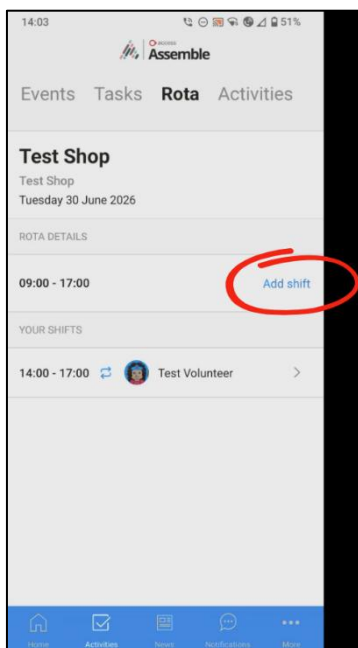 14:03
51%
access
Assemble
Events Tasks Rota Activities
Test Shop
Test Shop
Tuesday 30 June 2026
ROTA DETAILS
09:00 - 17:00 Add shift
YOUR SHIFTS
14:00 - 17:00 Test Volunteer
Home Activities News Notifications More